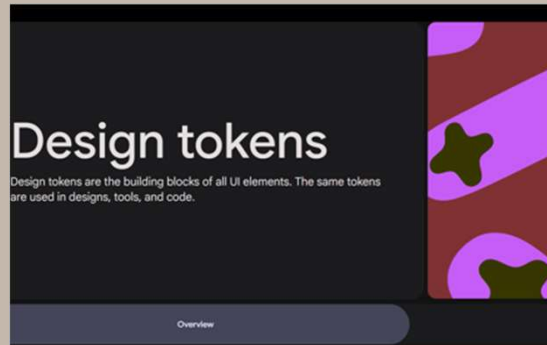 Design tokens
Design tokens are the building blocks of all UI elements. The same tokens
are used in designs, tools, and code.
Overview